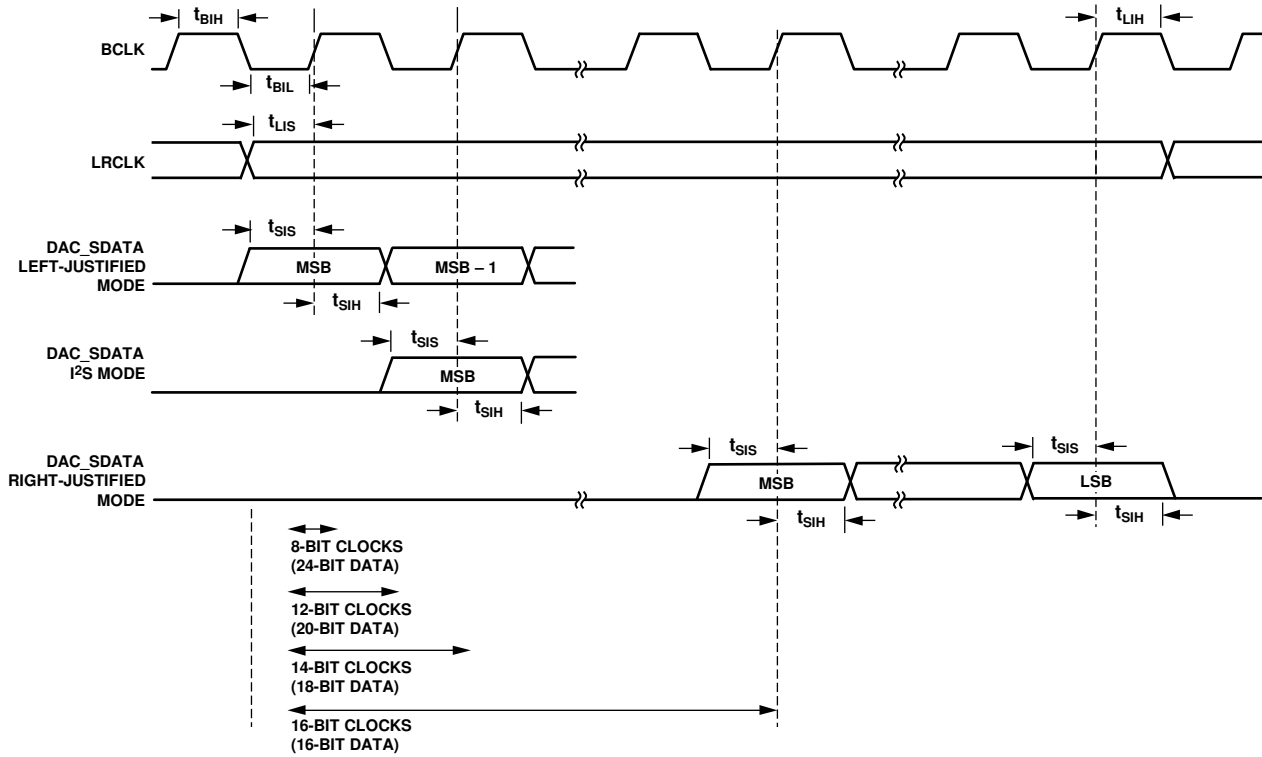 tBIH
tLIH
BCLK
tBIL
tLIS
LRCLK
tSIS
DAC_SDATA
LEFT-JUSTIFIED
MODE
MSB
MSB – 1
tSIH
tSIS
DAC_SDATA
I2S MODE
MSB
tSIH
tSIS
tSIS
DAC_SDATA
RIGHT-JUSTIFIED
MODE
MSB
LSB
tSIH
tSIH
8-BIT CLOCKS
(24-BIT DATA)
12-BIT CLOCKS
(20-BIT DATA)
14-BIT CLOCKS
(18-BIT DATA)
16-BIT CLOCKS
(16-BIT DATA)